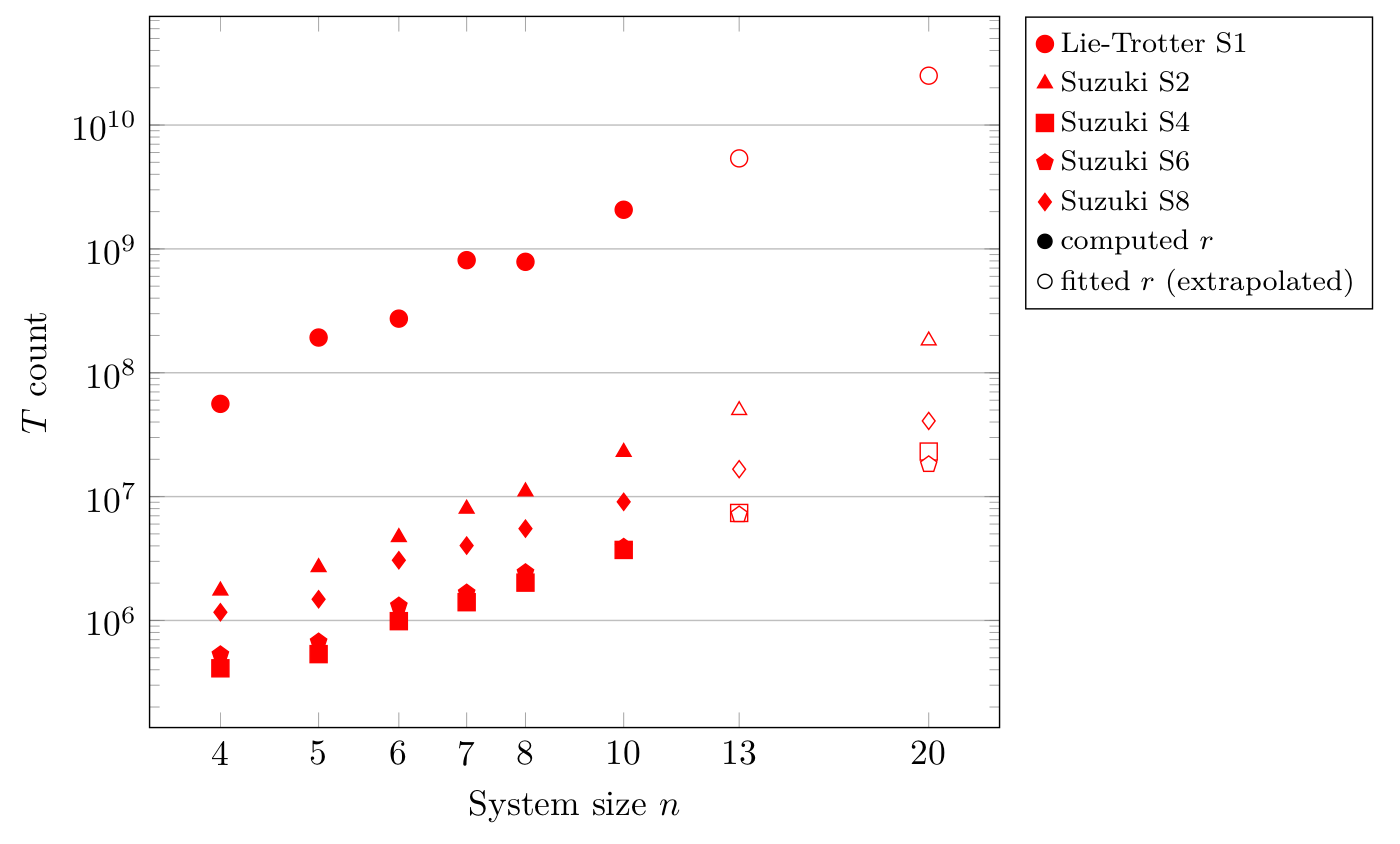 Lie-Trotter S1
Suzuki S2
Suzuki S4
Suzuki S6
Suzuki S8
computed r
fitted r (extrapolated)
10^10
10^9
10^8
10^7
10^6
T count
4 5 6 7 8 10 13 20
System size n